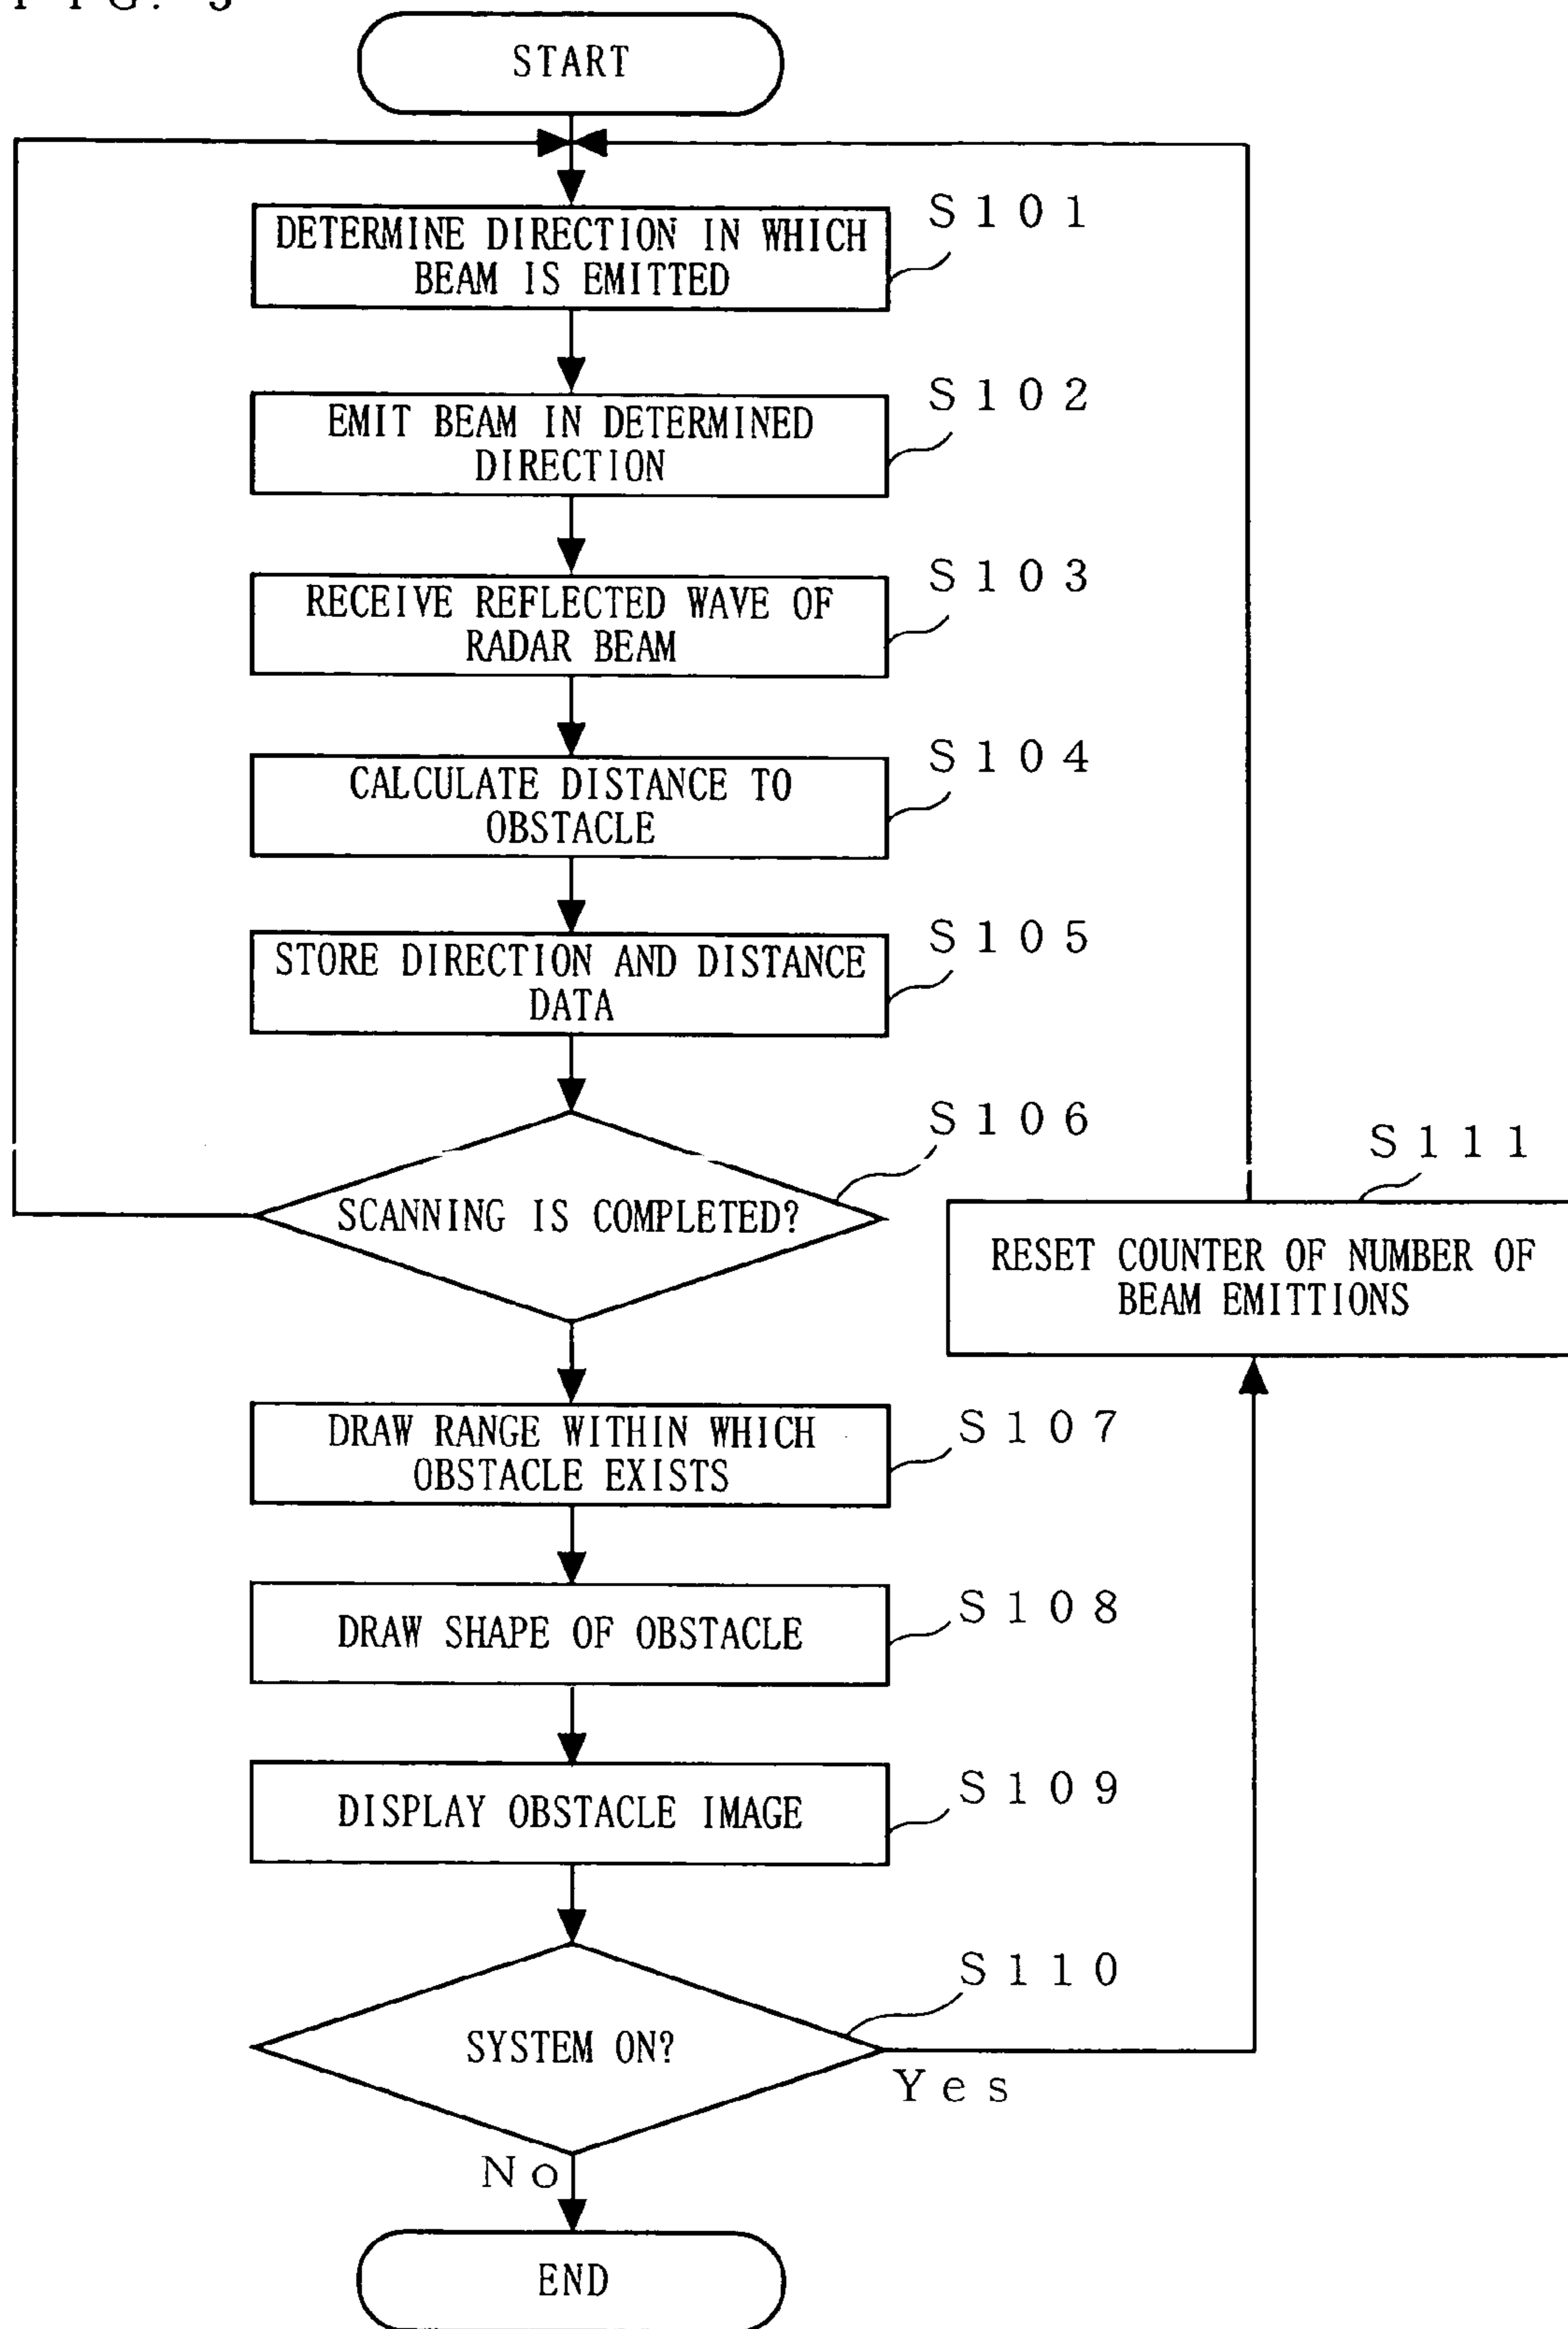 START
DETERMINE DIRECTION IN WHICH
BEAM IS EMITTED
S101
EMIT BEAM IN DETERMINED
DIRECTION
S102
RECEIVE REFLECTED WAVE OF
RADAR BEAM
S103
CALCULATE DISTANCE TO
OBSTACLE
S104
STORE DIRECTION AND DISTANCE
DATA
S105
SCANNING IS COMPLETED?
S106
S111
RESET COUNTER OF NUMBER OF
BEAM EMITTIONS
DRAW RANGE WITHIN WHICH
OBSTACLE EXISTS
S107
DRAW SHAPE OF OBSTACLE
S108
DISPLAY OBSTACLE IMAGE
S109
SYSTEM ON?
S110
Yes
No
END